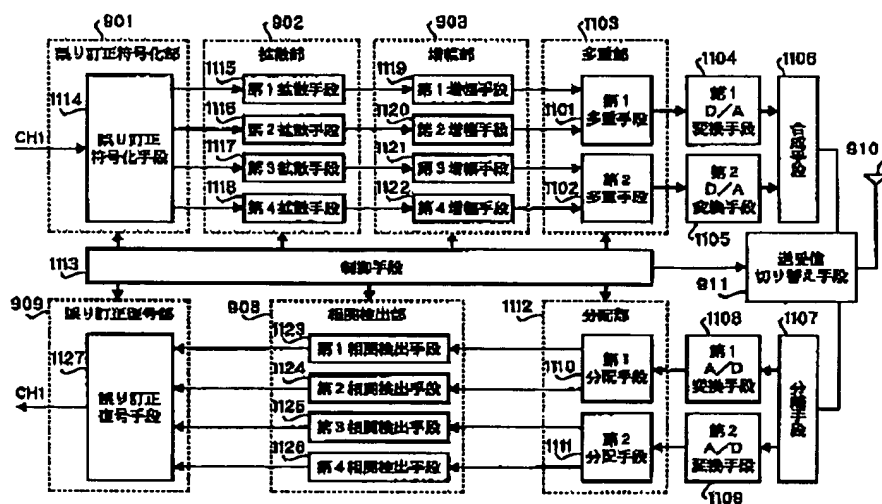 901
902
903
1103
誤り訂正符号化部
拡散部
増幅部
多重部
1104
1106
1114
1115
第1拡散手段
1119
第1増幅手段
1101
第1
多重手段
第1
D/A
変換手段
1116
第2拡散手段
1120
第2増幅手段
CH1
誤り訂正
符号化手段
1117
第3拡散手段
1121
第3増幅手段
1102
第2
多重手段
第2
D/A
変換手段
910
1118
第4拡散手段
1122
第4増幅手段
1105
1113
制御手段
送受信
切り替え手段
911
909
誤り訂正復号部
908
相関検出部
1112
分配部
1108
1107
1127
誤り訂正
復号手段
1123
第1相関検出手段
1110
第1
分配手段
第1
A/D
変換手段
分離手段
1124
第2相関検出手段
CH1
1125
第3相関検出手段
1111
第2
分配手段
第2
A/D
変換手段
1126
第4相関検出手段
1109